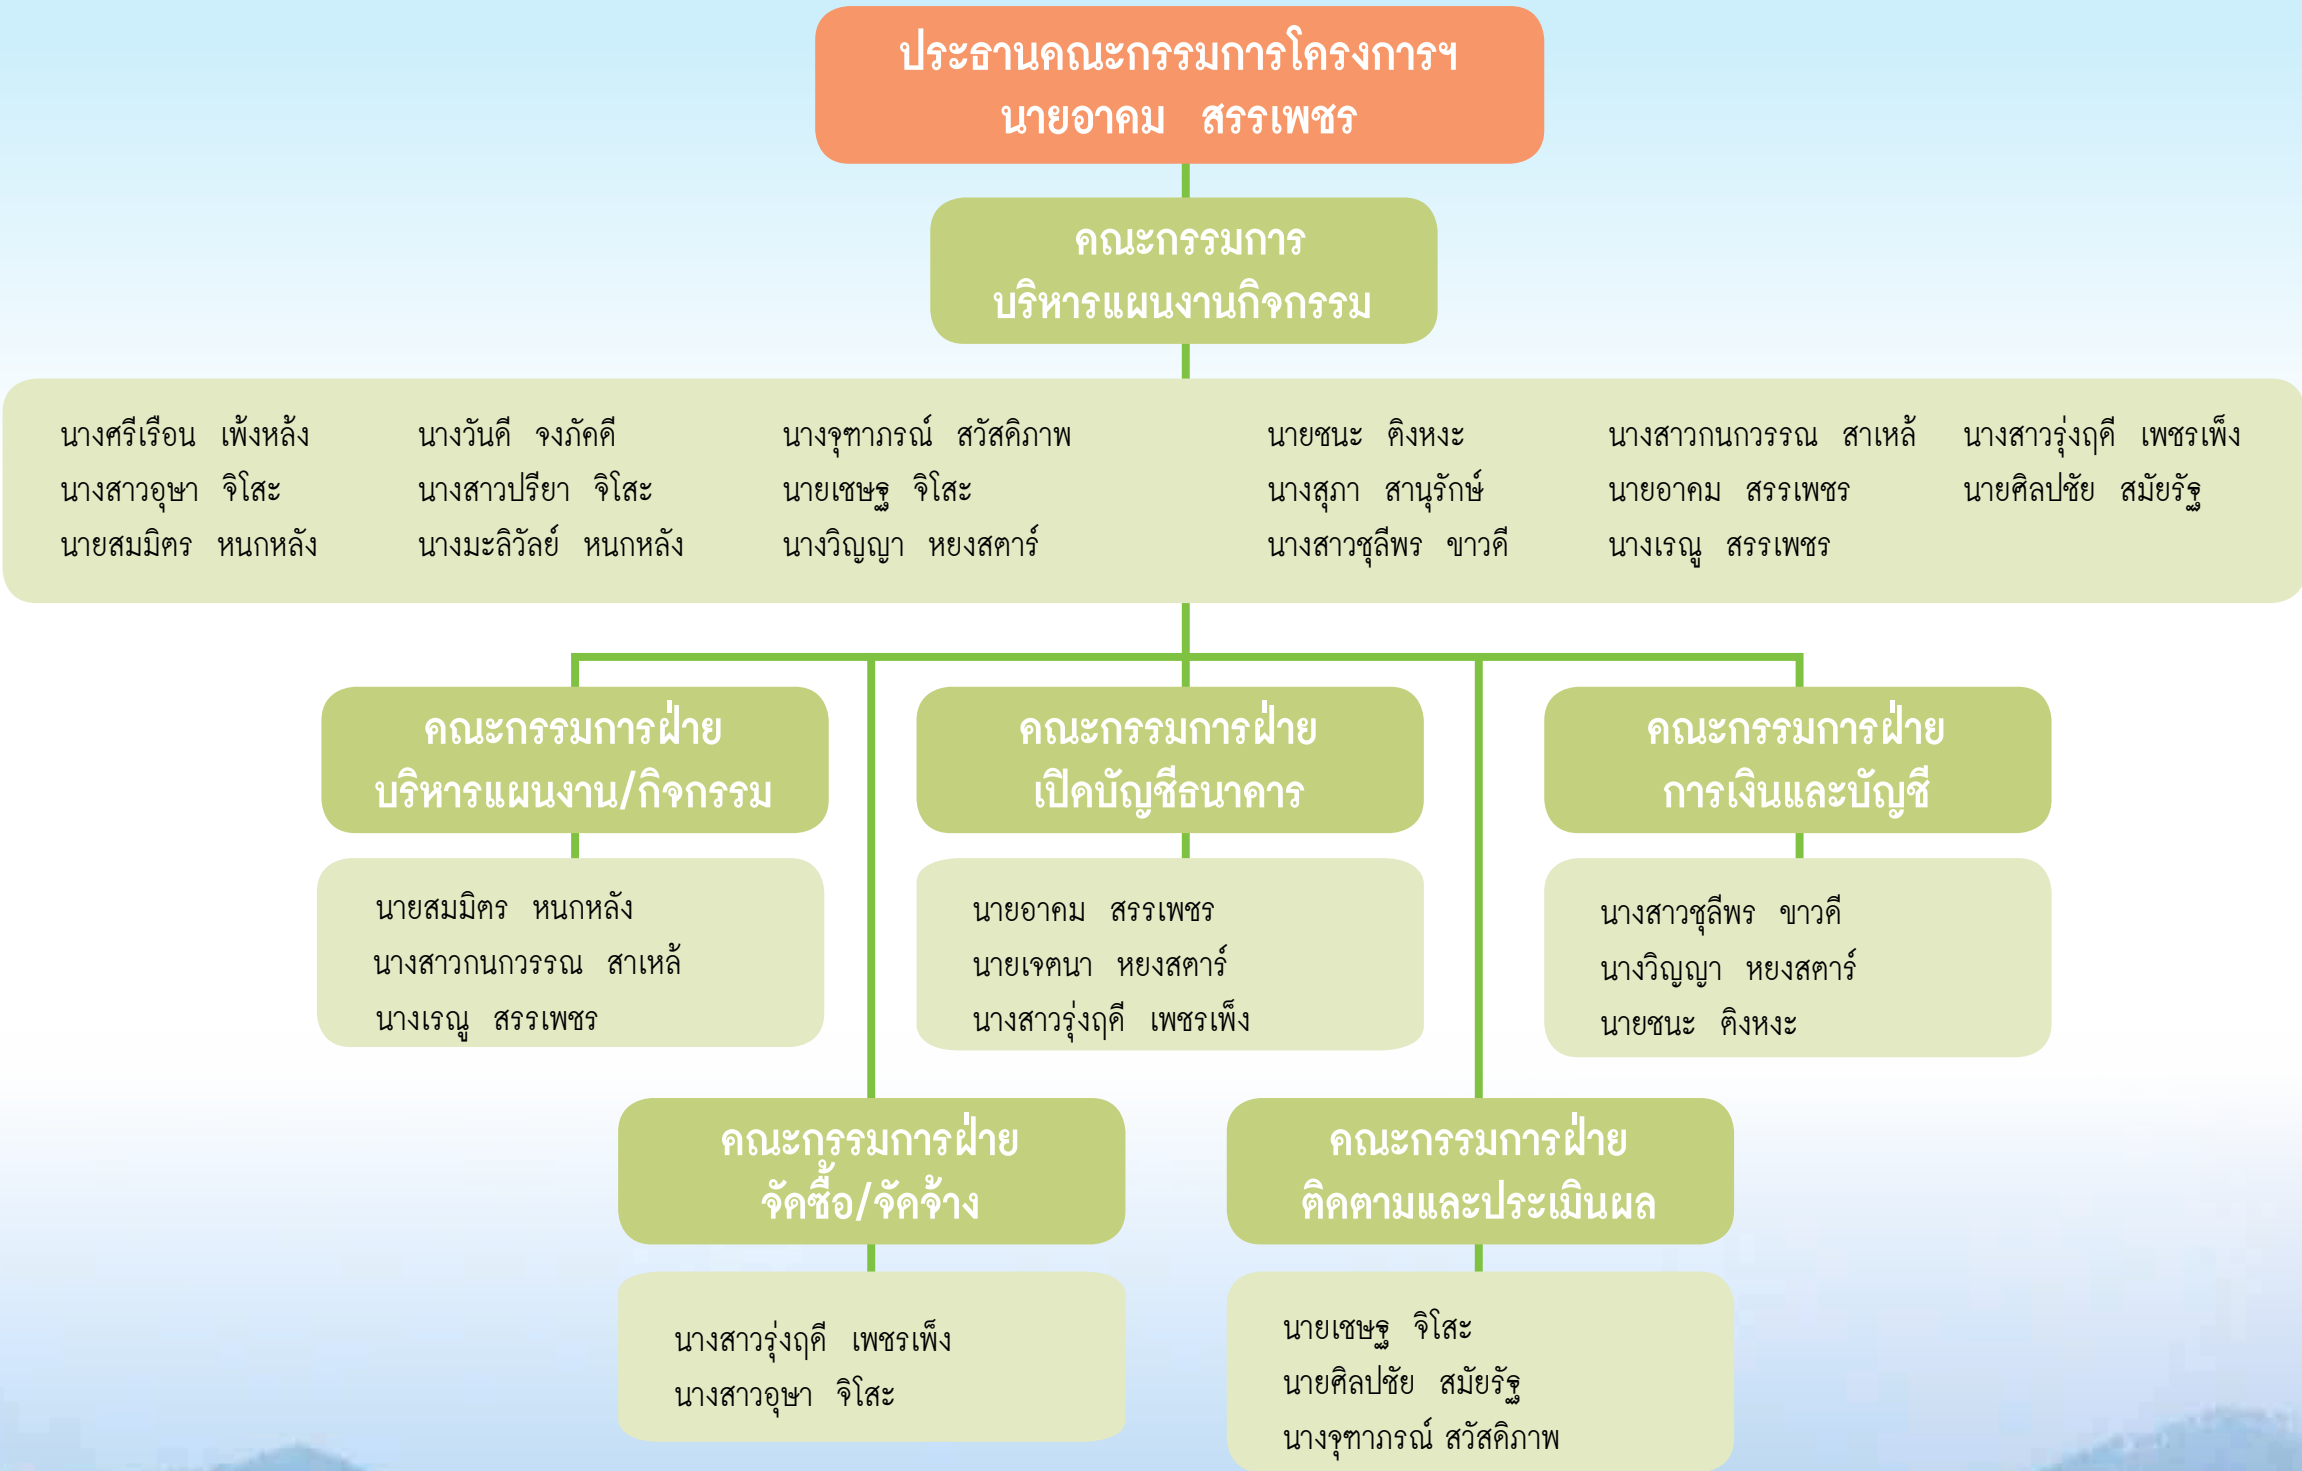 ประธานคณะกรรมการโครงการฯ
นายอาคม สรรเพชร
คณะกรรมการ
บริหารแผนงานกิจกรรม
นางศรีเรือน เพ้งหลัง
นางสาวอุษา จิโสะ
นายสมมิตร หนกหลัง
นางวันดี จงภัคดี
นางสาวปรียา จิโสะ
นางมะลิวัลย์ หนกหลัง
นางจุฑาภรณ์ สวัสดิภาพ
นายเชษฐ จิโสะ
นางวิญญา หยงสตาร์
นายชนะ ติงหงะ
นางสุภา สานุรักษ์
นางสาวชุลีพร ขาวดี
นางสาวกนกวรรณ สาเหล้
นายอาคม สรรเพชร
นางเรณู สรรเพชร
นางสาวรุ่งฤดี เพชรเพ็ง
นายศิลปชัย สมัยรัฐ
คณะกรรมการฝ่าย
บริหารแผนงาน/กิจกรรม
นายสมมิตร หนกหลัง
นางสาวกนกวรรณ สาเหล้
นางเรณู สรรเพชร
คณะกรรมการฝ่าย
เปิดบัญชีธนาคาร
นายอาคม สรรเพชร
นายเจตนา หยงสตาร์
นางสาวรุ่งฤดี เพชรเพ็ง
คณะกรรมการฝ่าย
การเงินและบัญชี
นางสาวชุลีพร ขาวดี
นางวิญญา หยงสตาร์
นายชนะ ติงหงะ
คณะกรรมการฝ่าย
จัดซื้อ/จัดจ้าง
นางสาวรุ่งฤดี เพชรเพ็ง
นางสาวอุษา จิโสะ
คณะกรรมการฝ่าย
ติดตามและประเมินผล
นายเชษฐ จิโสะ
นายศิลปชัย สมัยรัฐ
นางจุฑาภรณ์ สวัสดิภาพ